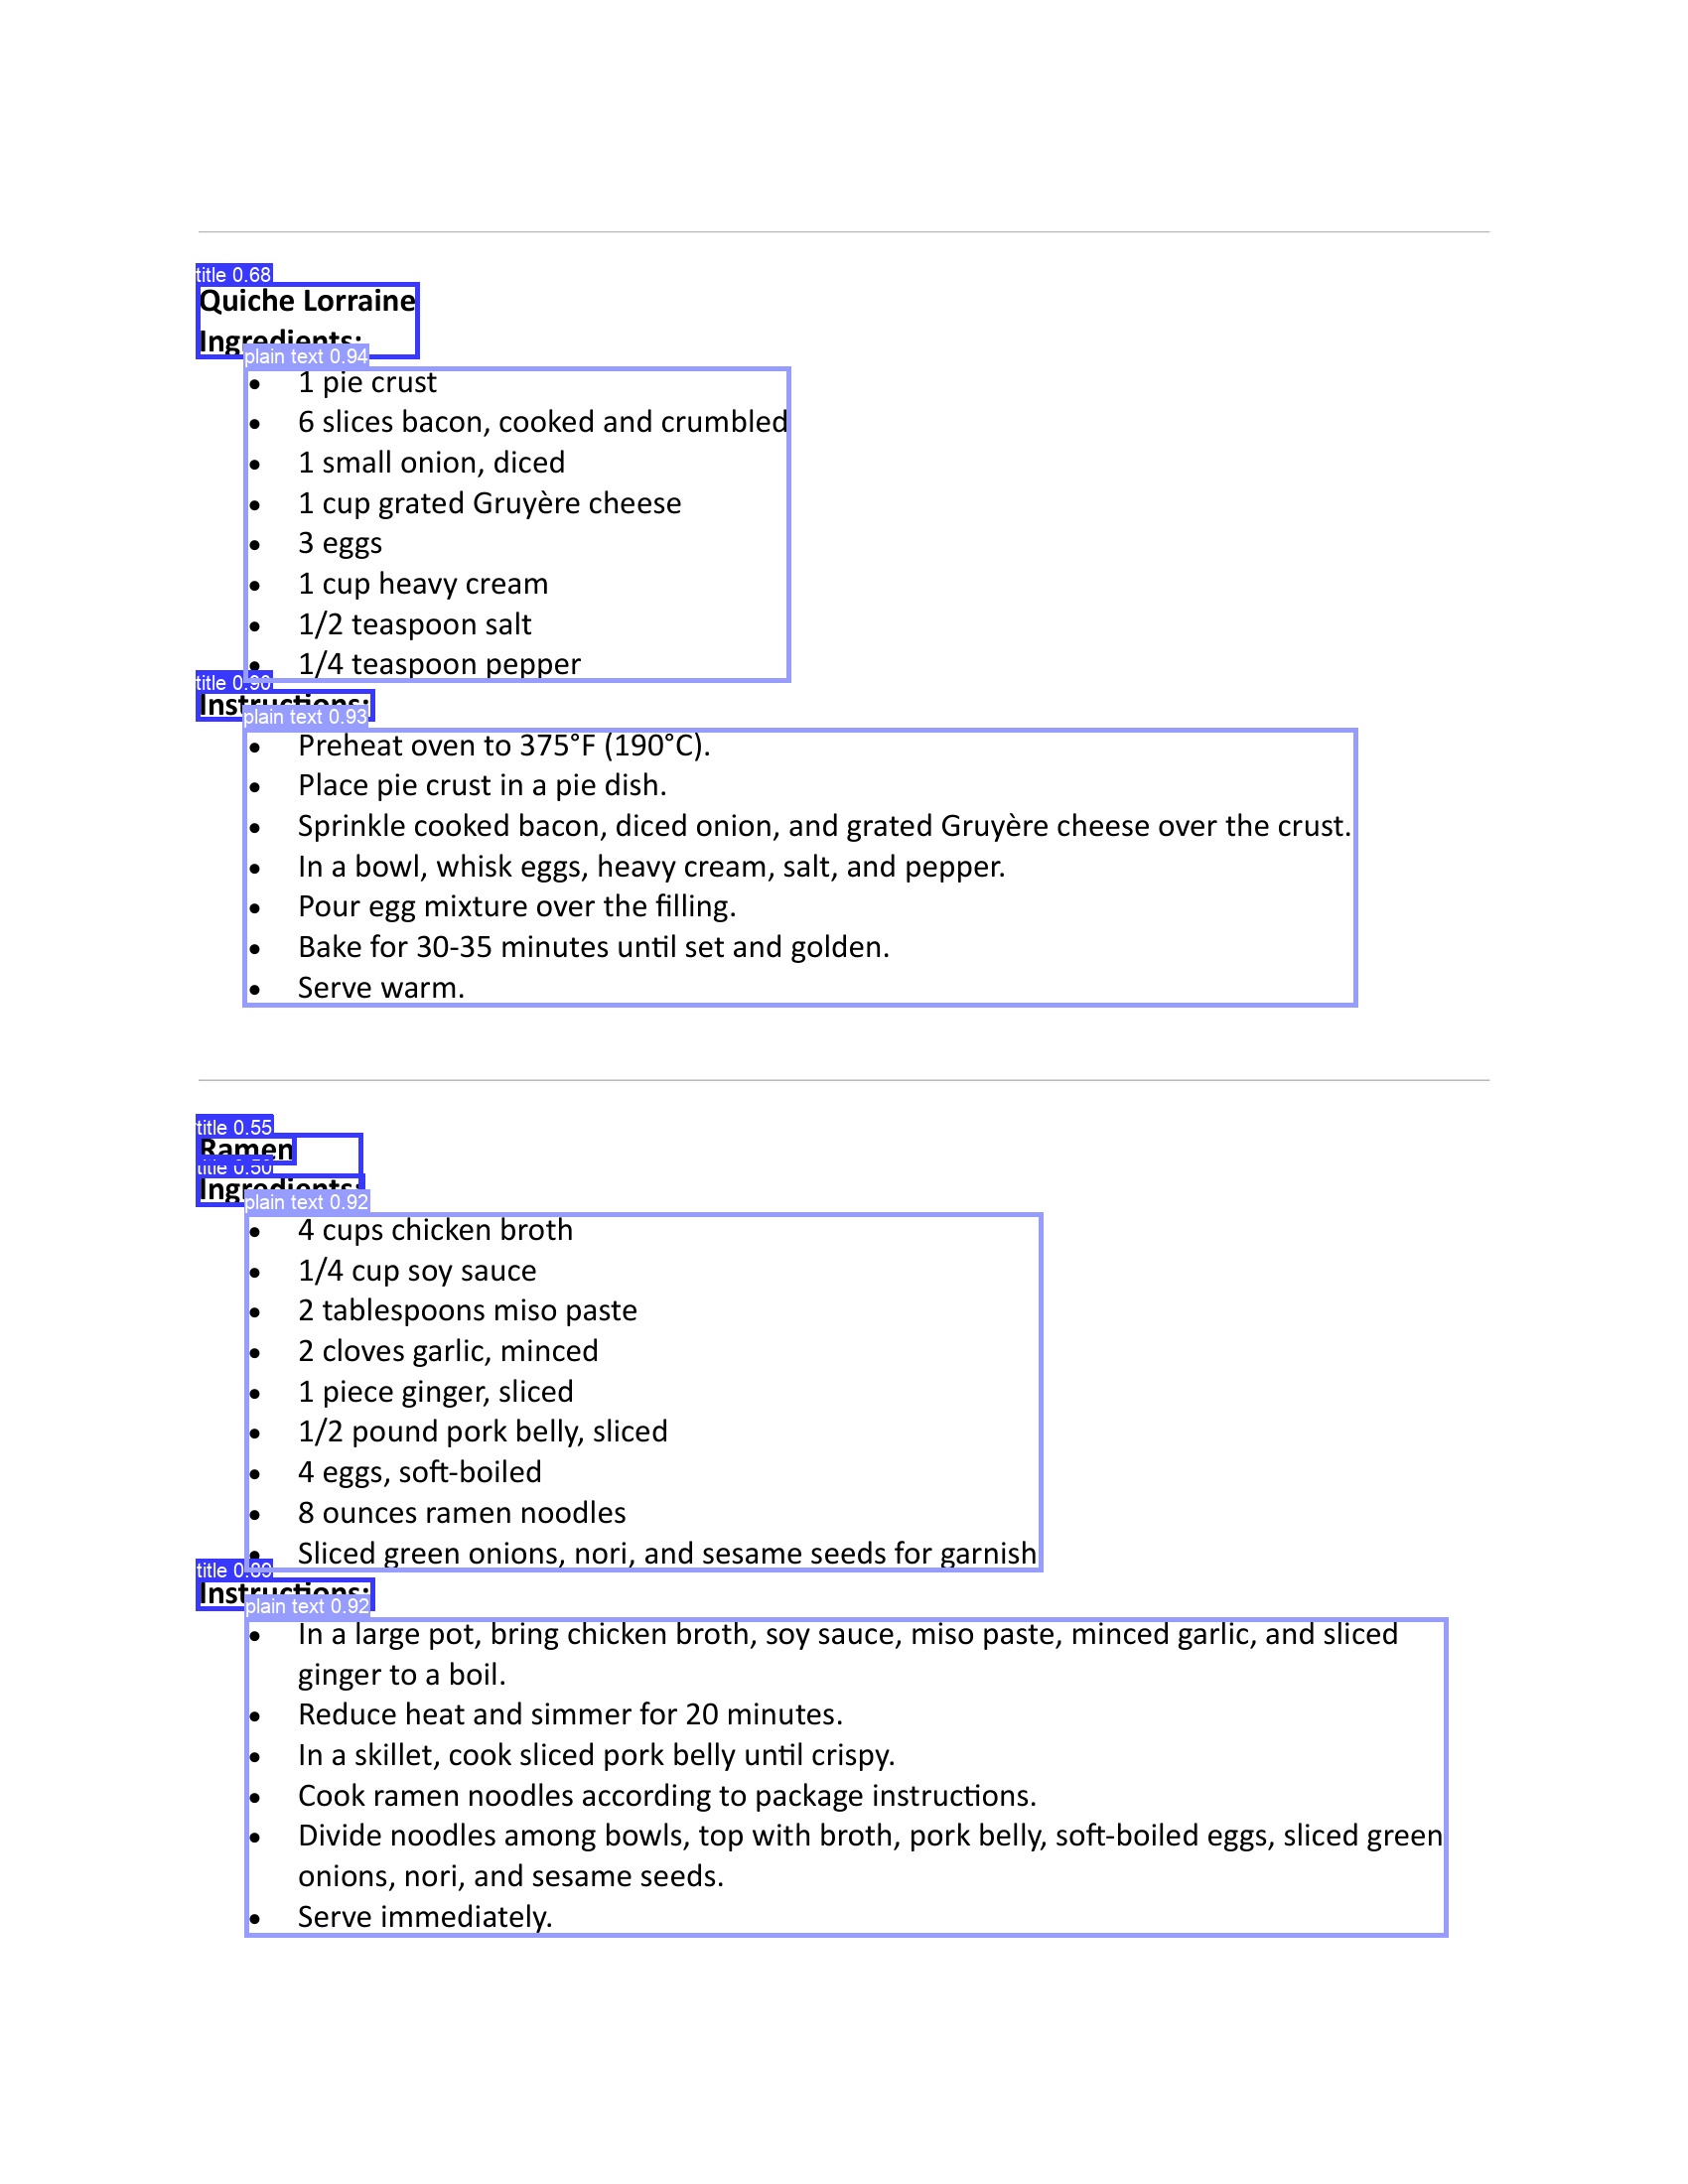 title 0.68
Quiche Lorraine
Ingredients:
plain text 0.94
• 1 pie crust
• 6 slices bacon, cooked and crumbled
• 1 small onion, diced
• 1 cup grated Gruyère cheese
• 3 eggs
• 1 cup heavy cream
• 1/2 teaspoon salt
• 1/4 teaspoon pepper
title 0.90
Instructions:
plain text 0.93
• Preheat oven to 375°F (190°C).
• Place pie crust in a pie dish.
• Sprinkle cooked bacon, diced onion, and grated Gruyère cheese over the crust.
• In a bowl, whisk eggs, heavy cream, salt, and pepper.
• Pour egg mixture over the filling.
• Bake for 30-35 minutes until set and golden.
• Serve warm.
title 0.55
Ramen
title 0.50
Ingredients:
plain text 0.92
• 4 cups chicken broth
• 1/4 cup soy sauce
• 2 tablespoons miso paste
• 2 cloves garlic, minced
• 1 piece ginger, sliced
• 1/2 pound pork belly, sliced
• 4 eggs, soft-boiled
• 8 ounces ramen noodles
• Sliced green onions, nori, and sesame seeds for garnish
title
Instructions:
plain text 0.92
• In a large pot, bring chicken broth, soy sauce, miso paste, minced garlic, and sliced
ginger to a boil.
• Reduce heat and simmer for 20 minutes.
• In a skillet, cook sliced pork belly until crispy.
• Cook ramen noodles according to package instructions.
• Divide noodles among bowls, top with broth, pork belly, soft-boiled eggs, sliced green
onions, nori, and sesame seeds.
• Serve immediately.